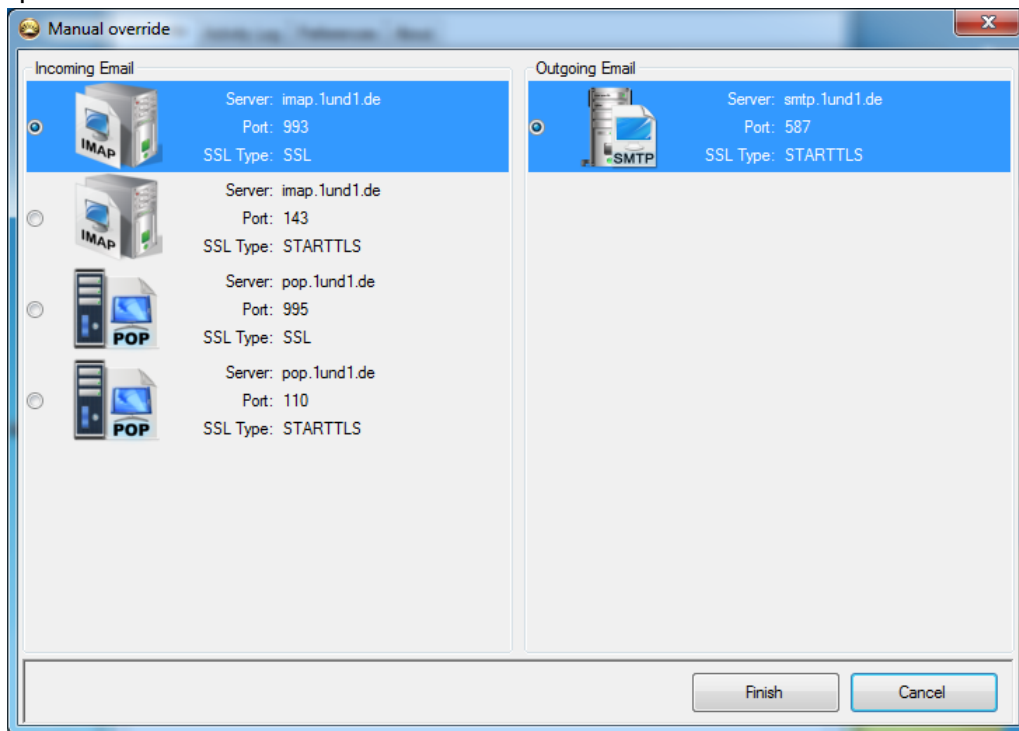 Manual override
Incoming Email
Server: imap.1und1.de
Port: 993
SSL Type: SSL
IMAP
Server: imap.1und1.de
Port: 143
SSL Type: STARTTLS
IMAP
Server: pop.1und1.de
Port: 995
SSL Type: SSL
POP
Server: pop.1und1.de
Port: 110
SSL Type: STARTTLS
POP
Outgoing Email
Server: smtp.1und1.de
Port: 587
SSL Type: STARTTLS
SMTP
Finish
Cancel